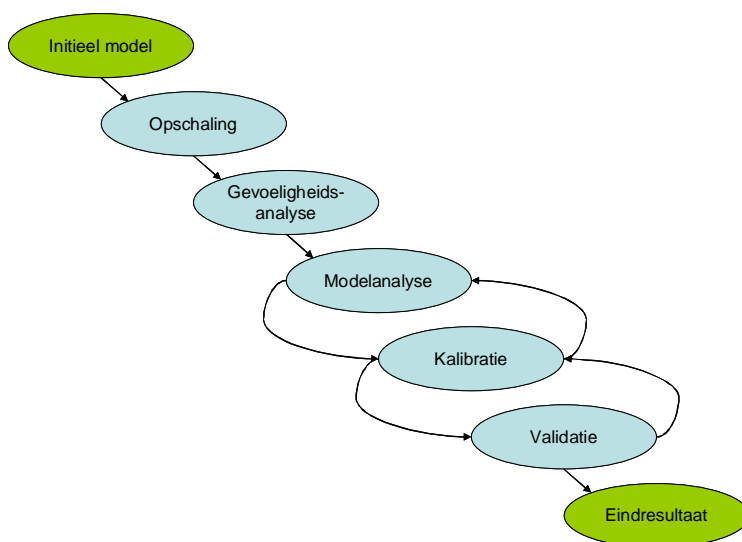 Initieel model
Opschaling
Gevoeligheids-
analyse
Modelanalyse
Kalibratie
Validatie
Eindresultaat